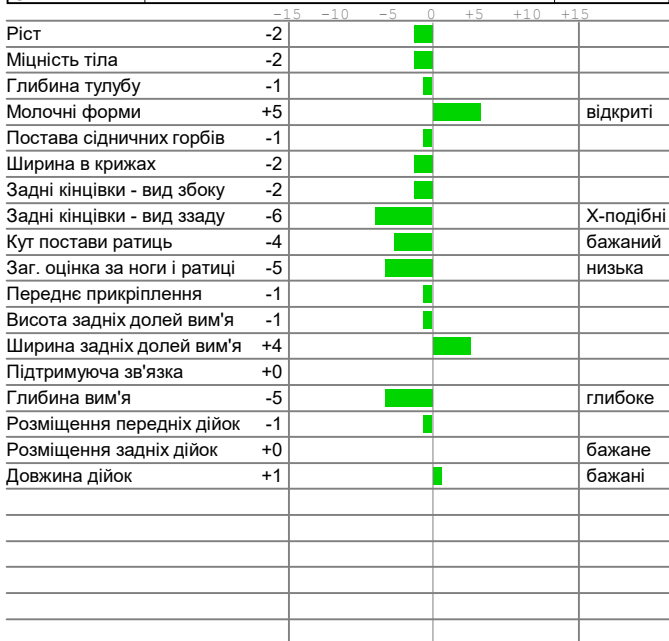 -15 -10 -5 0 +5 +10 +15
Ріст -2
Міцність тіла -2
Глибина тулубу -1
Молочні форми +5 відкриті
Постава сідничних горбів -1
Ширина в крижах -2
Задні кінцівки - вид збоку -2
Задні кінцівки - вид ззаду -6 Х-подібні
Кут постави ратиць -4 бажаний
Заг. оцінка за ноги і ратиці -5 низька
Переднє прикріплення -1
Висота задніх долей вим'я -1
Ширина задніх долей вим'я +4
Підтримуюча зв'язка +0
Глибина вим'я -5 глибоке
Розміщення передніх дійок -1
Розміщення задніх дійок +0 бажане
Довжина дійок +1 бажані